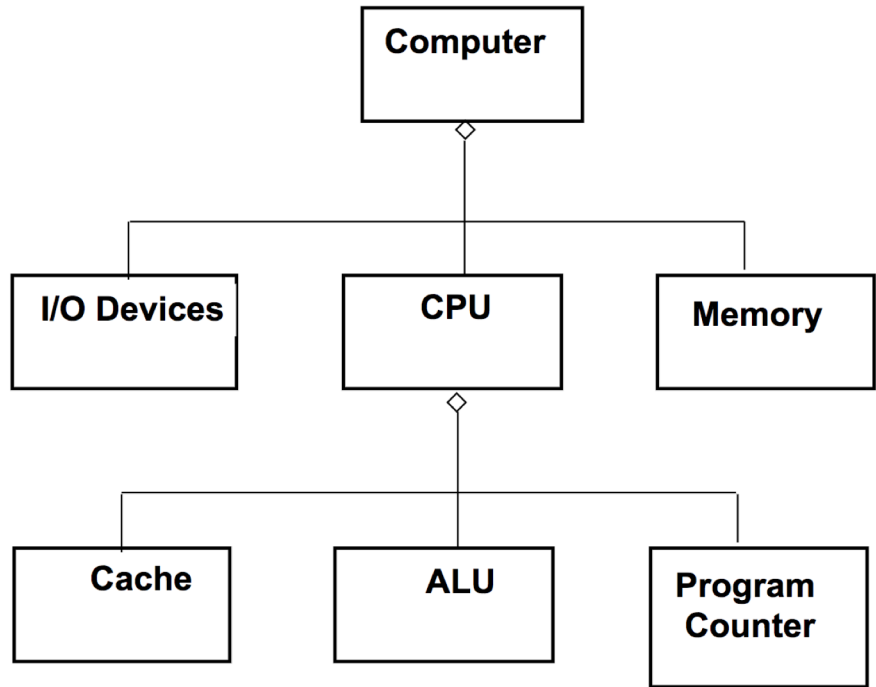 Computer
I/O Devices
CPU
Memory
Cache
ALU
Program
Counter